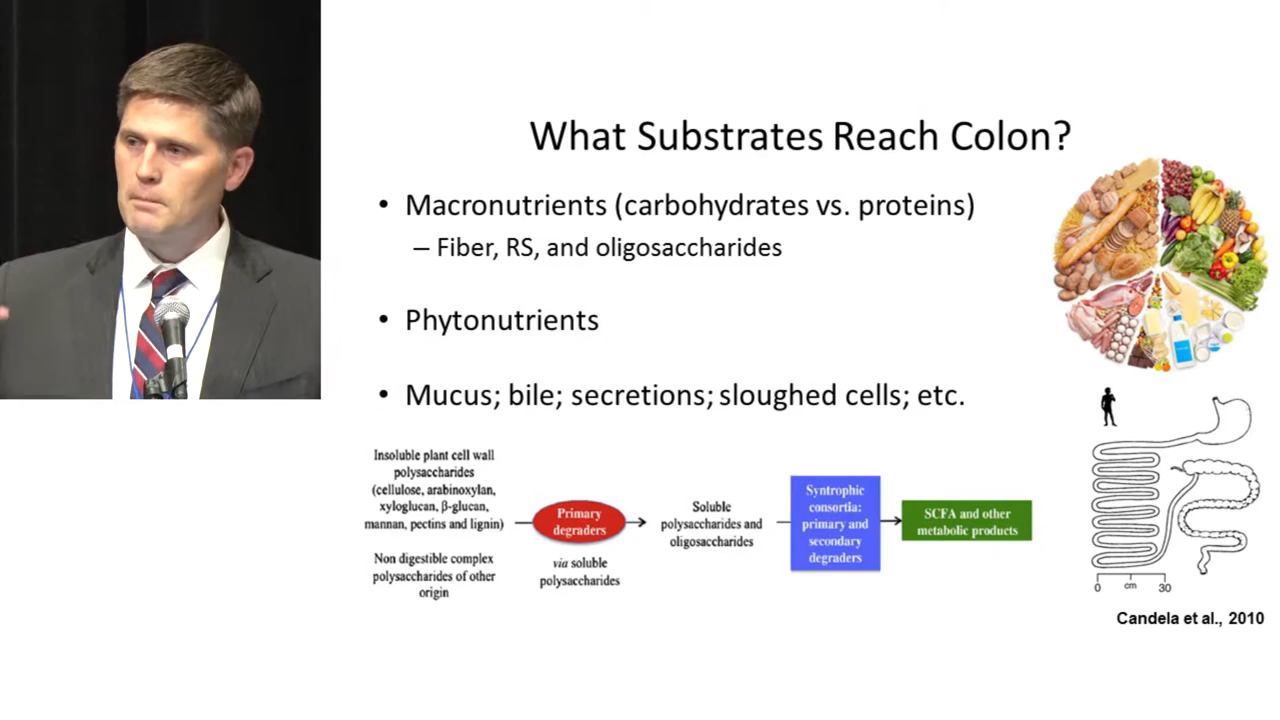 What Substrates Reach Colon?
• Macronutrients (carbohydrates vs. proteins)
– Fiber, RS, and oligosaccharides
• Phytonutrients
• Mucus; bile; secretions; sloughed cells; etc.
Insoluble plant cell wall
polysaccharides
(cellulose, arabinoxylan,
xyloglucan, β-glucan,
mannan, pectins and lignin)
Non digestible complex
polysaccharides of other
origin
Primary
degraders
via soluble
polysaccharides
Soluble
polysaccharides and
oligosaccharides
Syntrophic
consortia:
primary and
secondary
degraders
SCFA and other
metabolic products
0 cm 30
Candela et al., 2010